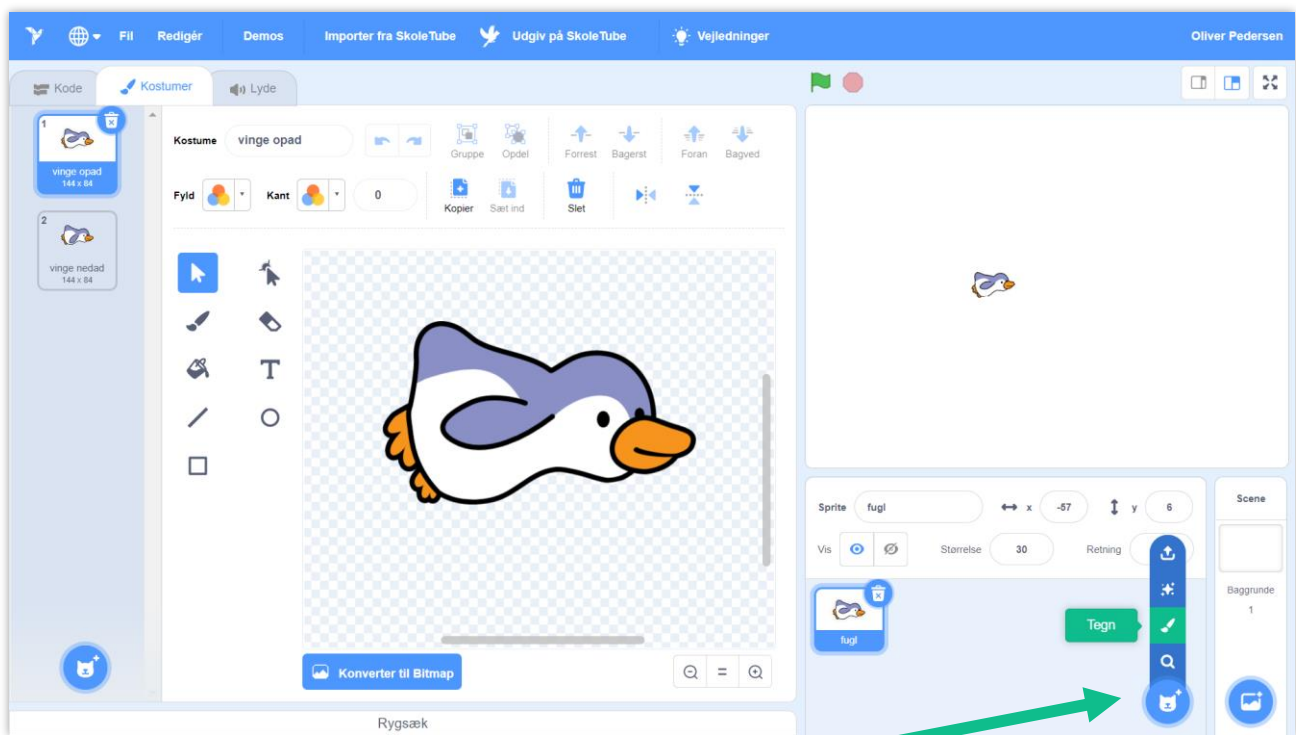 Fil Redigér Demos Importer fra SkoleTube Udgiv på SkoleTube Vejledninger Oliver Pedersen
Kode Kostumer Lyde
1
vinge opad
144 x 84
2
vinge nedad
144 x 84
Kostume vinge opad Gruppe Opdel Forrest Bagerst Foran Bagved
Fyld Kant 0 Kopier Sæt ind Slet
T
Konverter til Bitmap
=
Rygsæk
Sprite fugl x -57 y 6
Vis Størrelse 30 Retning
fugl
Tegn
Scene
Baggrunde
1